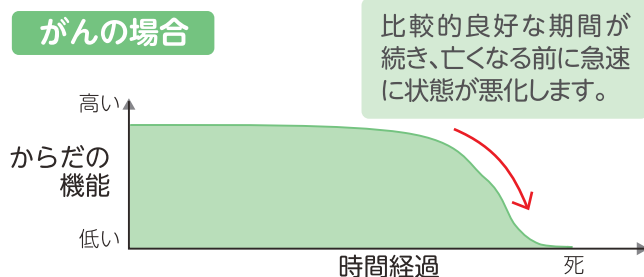 がんの場合
比較的良好な期間が
続き、亡くなる前に急速
に状態が悪化します。
高い
からだの
機能
低い
時間経過
死